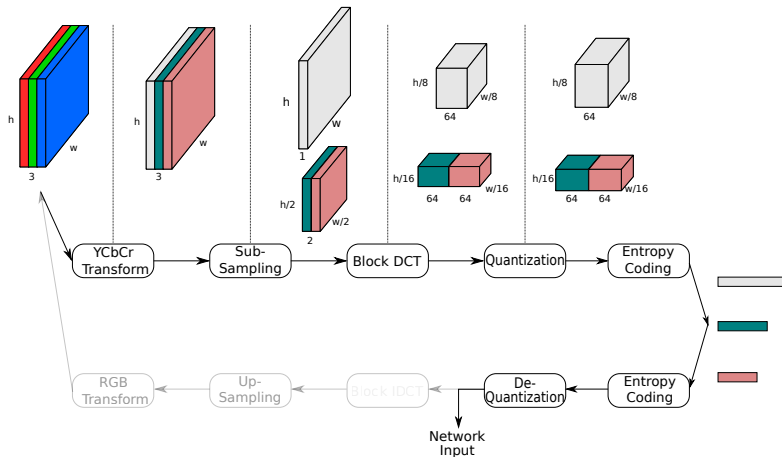 h
w
3
h
w
3
h
w
1
h/2
w/2
2
h/8
w/8
64
h/16
w/16
64
64
h/8
w/8
64
h/16
w/16
64
64
YCbCr
Transform
Sub-
Sampling
Block DCT
Quantization
Entropy
Coding
RGB
Transform
Up-
Sampling
Block IDCT
De-
Quantization
Entropy
Coding
Network
Input